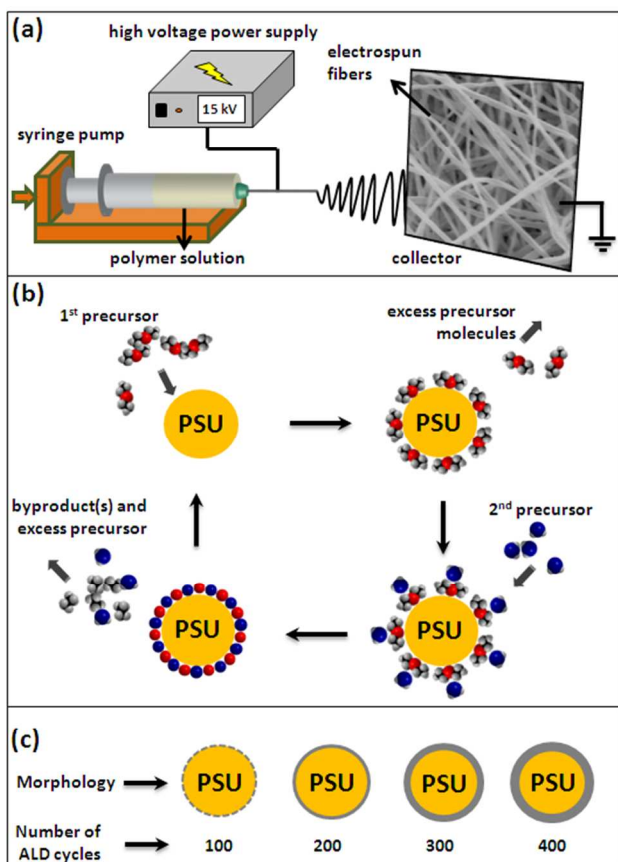 (a)
high voltage power supply
15 kV
electrospun
fibers
syringe pump
polymer solution
collector
(b)
1st precursor
excess precursor
molecules
PSU
PSU
byproduct(s) and
excess precursor
2nd precursor
PSU
PSU
(c)
Morphology
PSU
PSU
PSU
PSU
Number of
ALD cycles
100
200
300
400